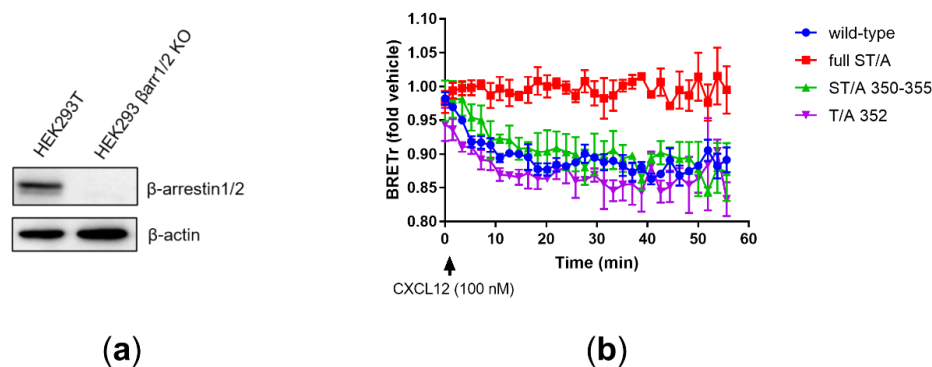 HEK293T
HEK293 βarr1/2 KO
β-arrestin1/2
β-actin
(a)
BRETr (fold vehicle)
1.10
1.05
1.00
0.95
0.90
0.85
0.80
0
10
20
30
40
50
60
Time (min)
CXCL12 (100 nM)
wild-type
full ST/A
ST/A 350-355
T/A 352
(b)